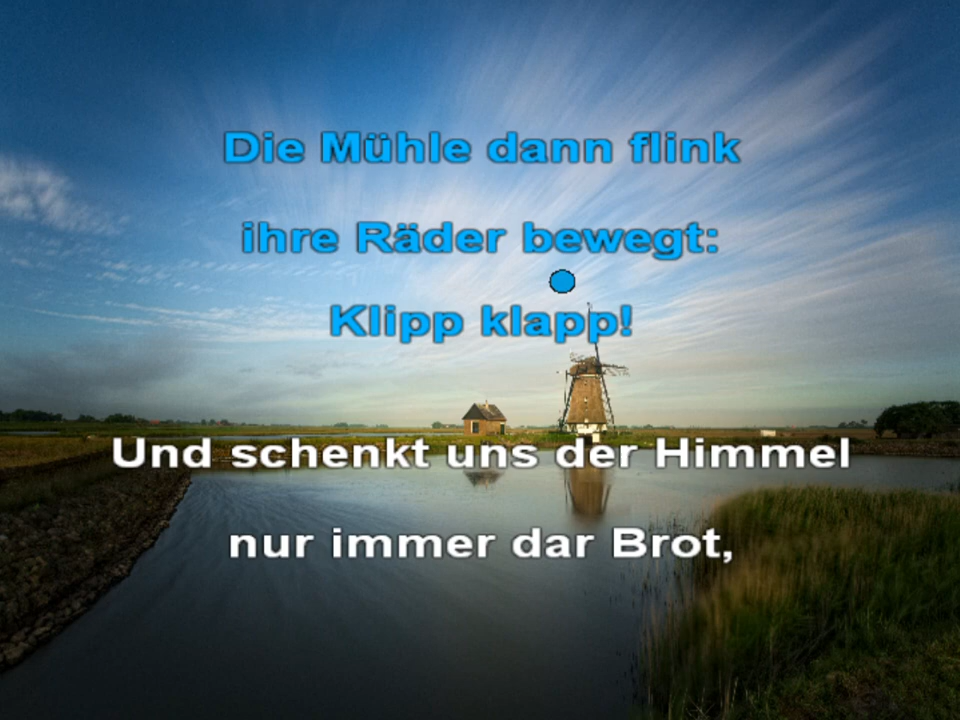 Die Mühle dann flink
ihre Räder bewegt:
Klipp klapp!
Und schenkt uns der Himmel
nur immer dar Brot,